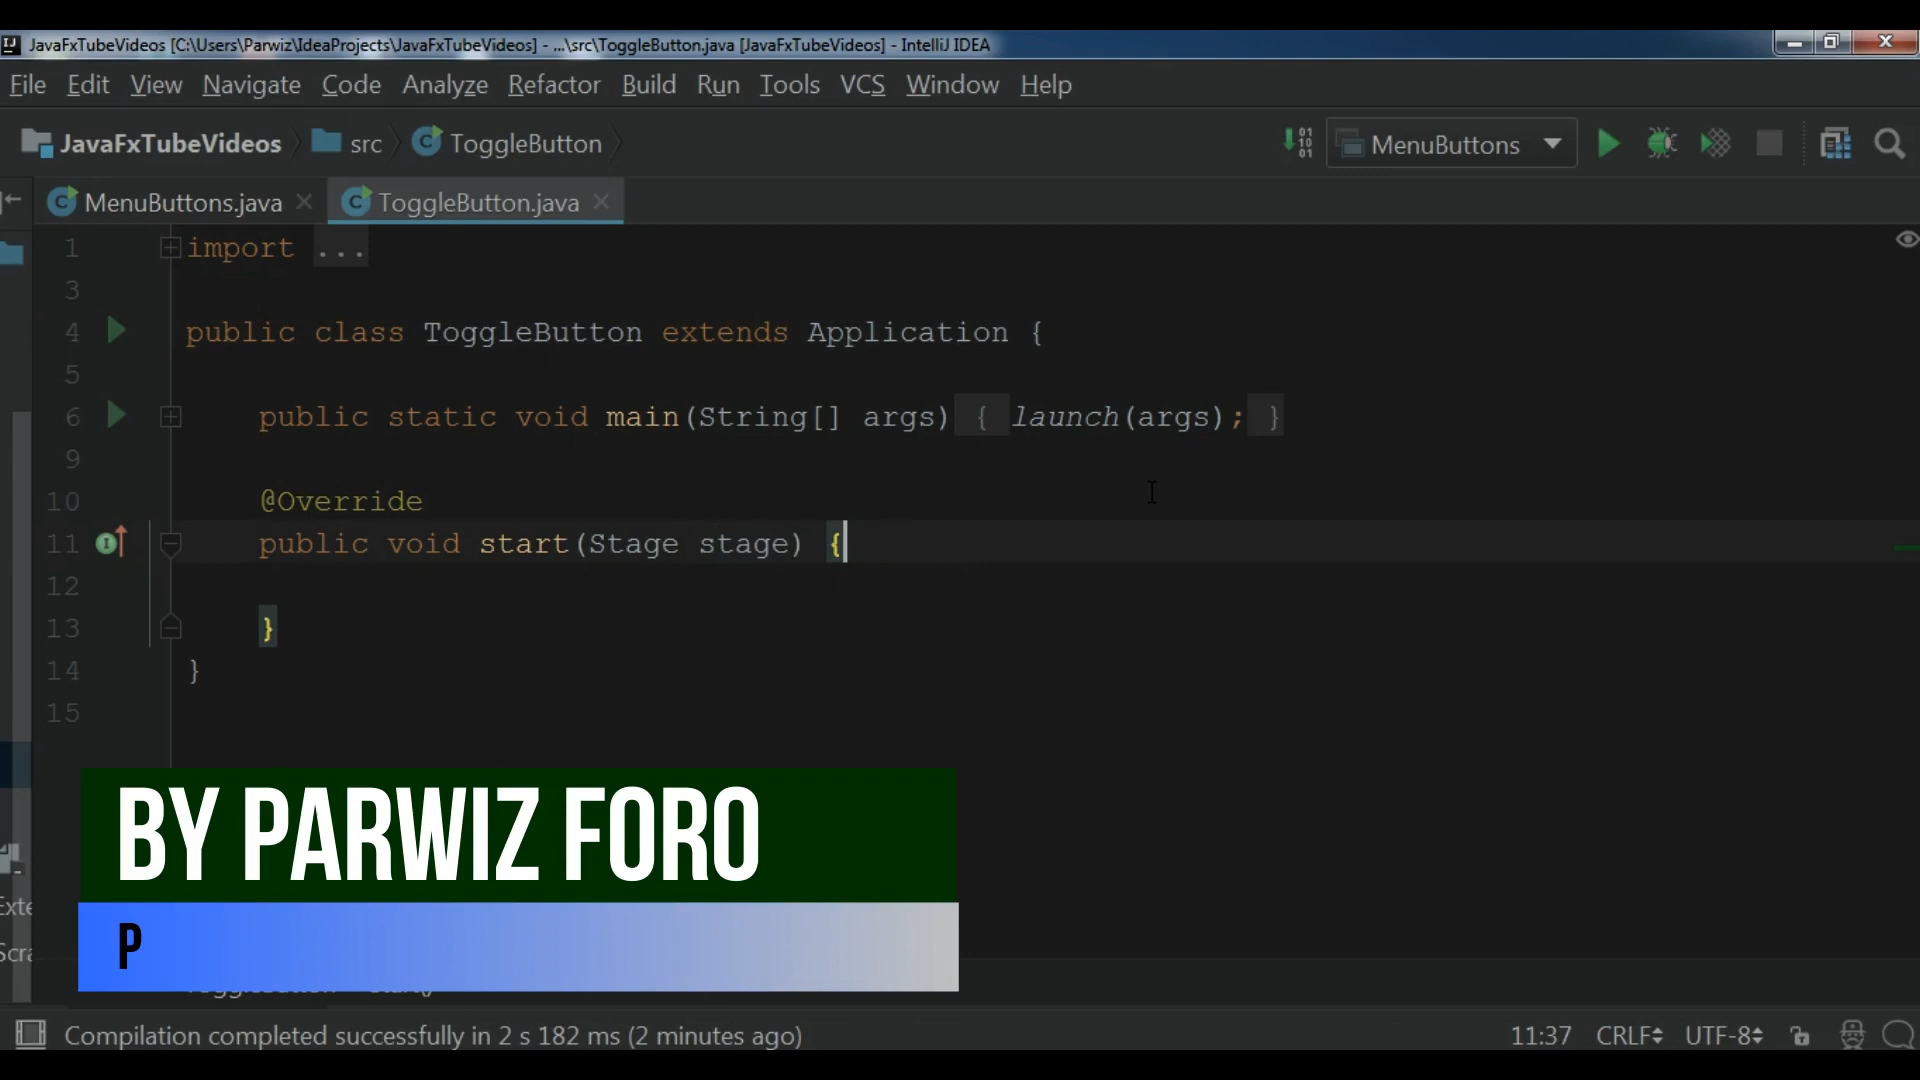 JavaFxTubeVideos [C:\Users\Parwiz\IdeaProjects\JavaFxTubeVideos] - ...\src\ToggleButton.java [JavaFxTubeVideos] - IntelliJ IDEA
File Edit View Navigate Code Analyze Refactor Build Run Tools VCS Window Help
JavaFxTubeVideos src ToggleButton MenuButtons
MenuButtons.java ToggleButton.java
1 import ...
3
4 public class ToggleButton extends Application {
5
6 public static void main(String[] args) { launch(args); }
9
10 @Override
11 public void start(Stage stage) {
12
13 }
14 }
15
BY PARWIZ FORO
P
Compilation completed successfully in 2 s 182 ms (2 minutes ago) 11:37 CRLF UTF-8